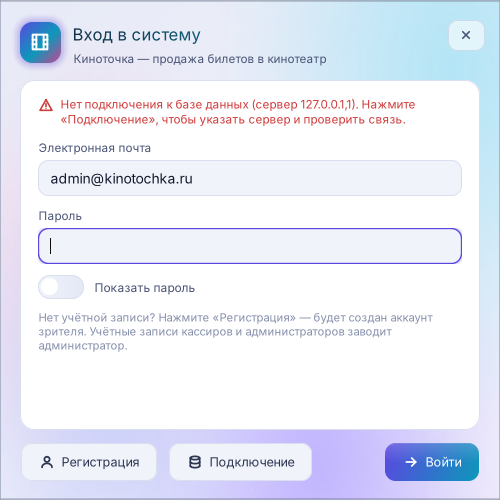 Вход в систему
Киноточка — продажа билетов в кинотеатр
Нет подключения к базе данных (сервер 127.0.0.1,1). Нажмите
«Подключение», чтобы указать сервер и проверить связь.
Электронная почта
admin@kinotochka.ru
Пароль
Показать пароль
Нет учётной записи? Нажмите «Регистрация» — будет создан аккаунт
зрителя. Учётные записи кассиров и администраторов заводит
администратор.
Регистрация
Подключение
Войти